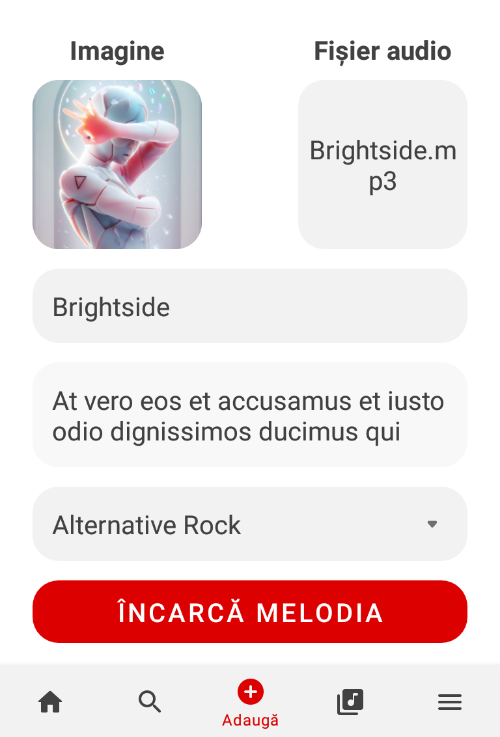 Imagine
Fișier audio
Brightside.m
p3
Brightside
At vero eos et accusamus et iusto
odio dignissimos ducimus qui
Alternative Rock
ÎNCARCĂ MELODIA
Adaugă